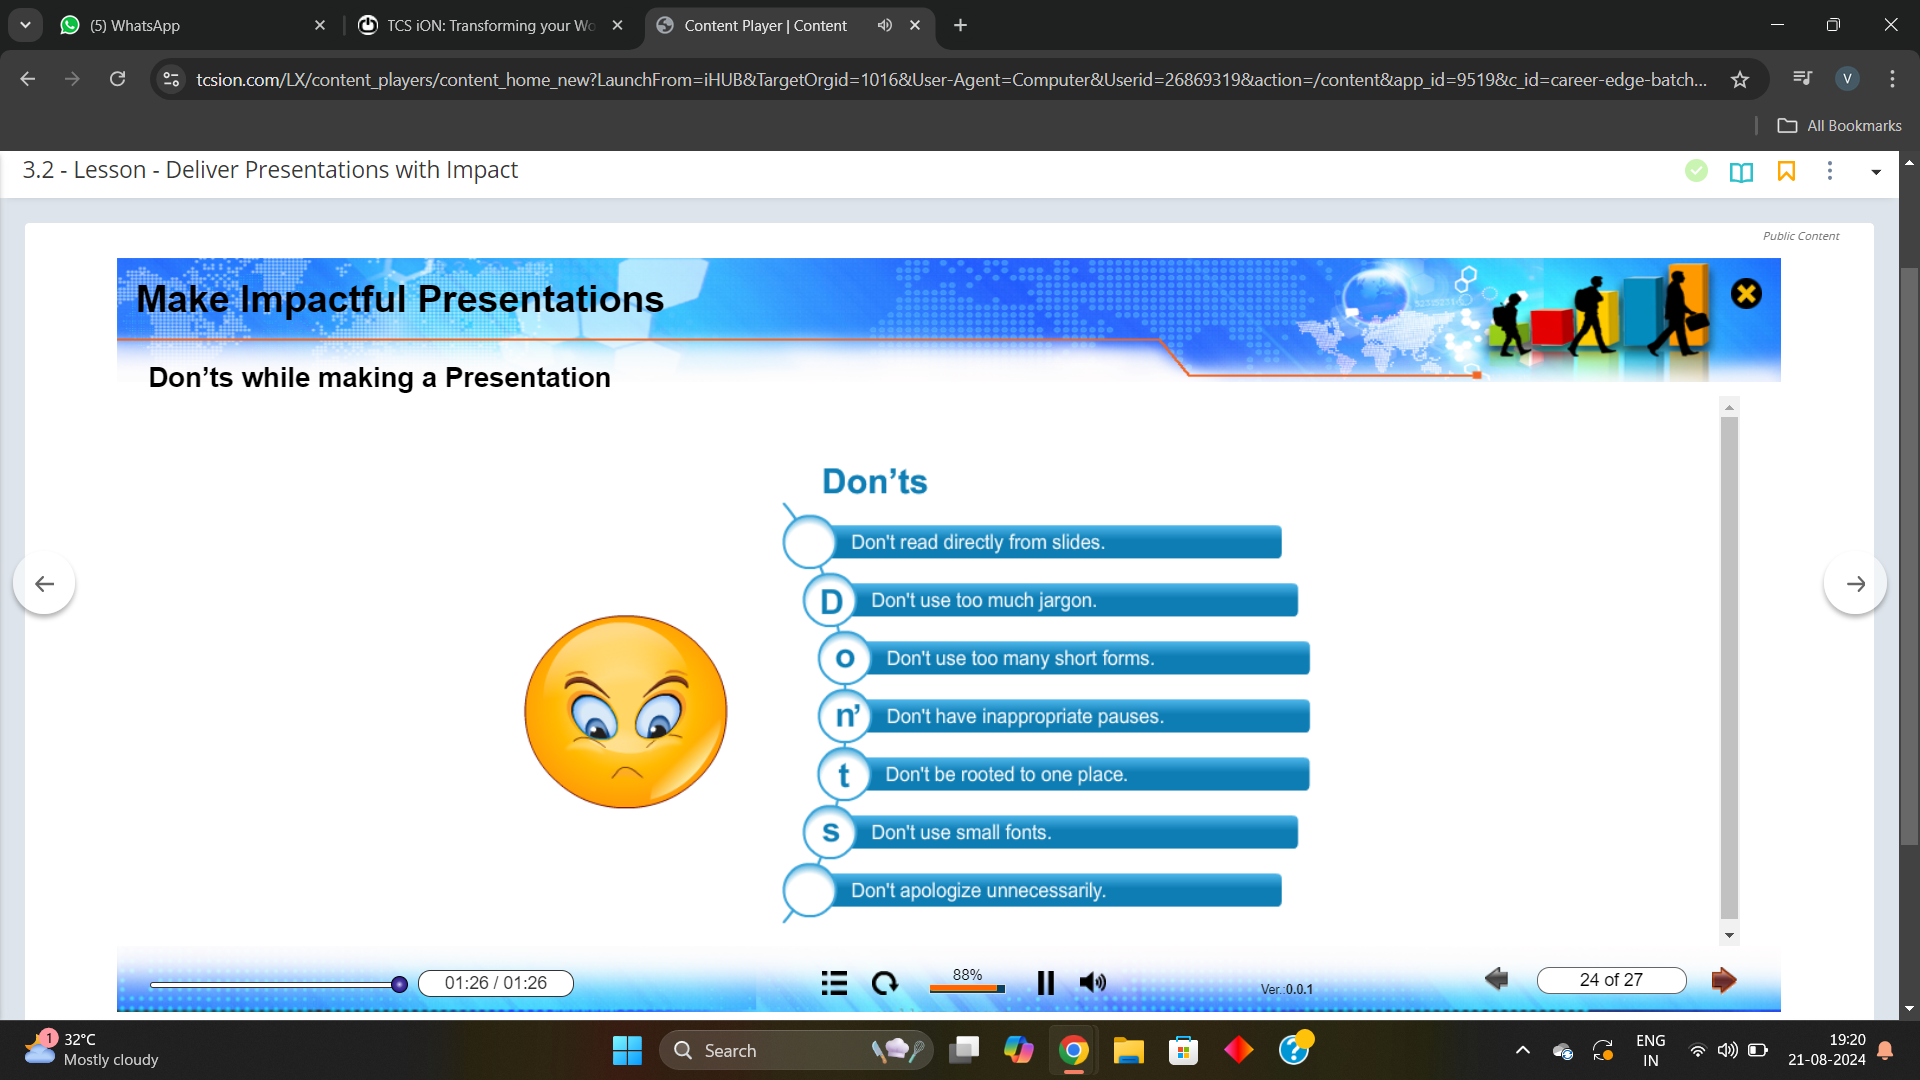 (5) WhatsApp
TCS iON: Transforming your Wo
Content Player | Content
tcsion.com/LX/content_players/content_home_new?LaunchFrom=iHUB&TargetOrgid=1016&User-Agent=Computer&Userid=26869319&action=/content&app_id=9519&c_id=career-edge-batch...
V
All Bookmarks
3.2 - Lesson - Deliver Presentations with Impact
Public Content
Make Impactful Presentations
Don’ts while making a Presentation
Don’ts
Don't read directly from slides.
D Don't use too much jargon.
o Don't use too many short forms.
n’ Don't have inappropriate pauses.
t Don't be rooted to one place.
s Don't use small fonts.
Don't apologize unnecessarily.
01:26 / 01:26
88%
Ver.:0.0.1
24 of 27
1
32°C
Mostly cloudy
Search
ENG
IN
19:20
21-08-2024